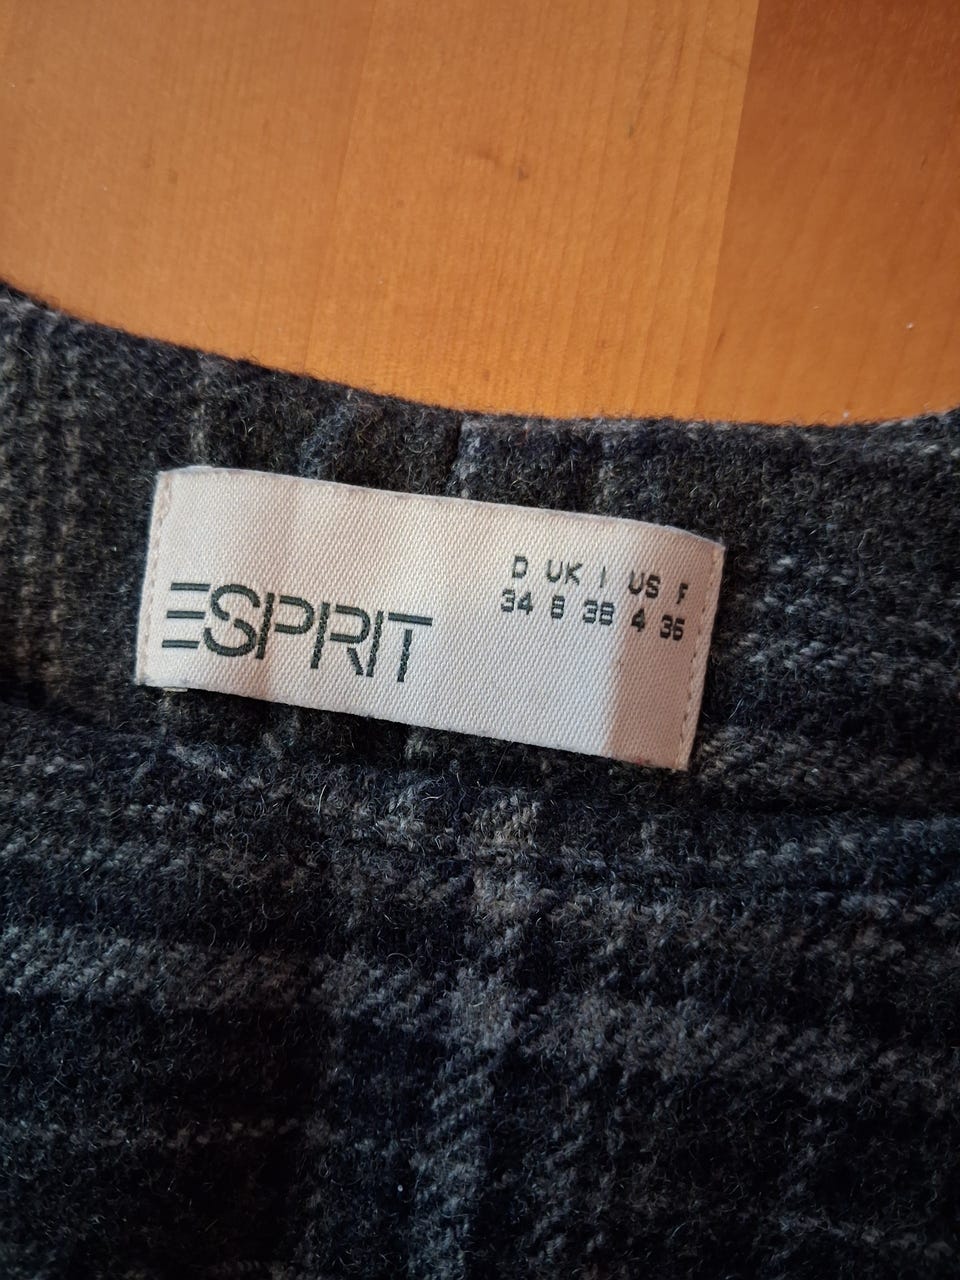 ESPRIT
D UK I US F
34 8 38 4 36